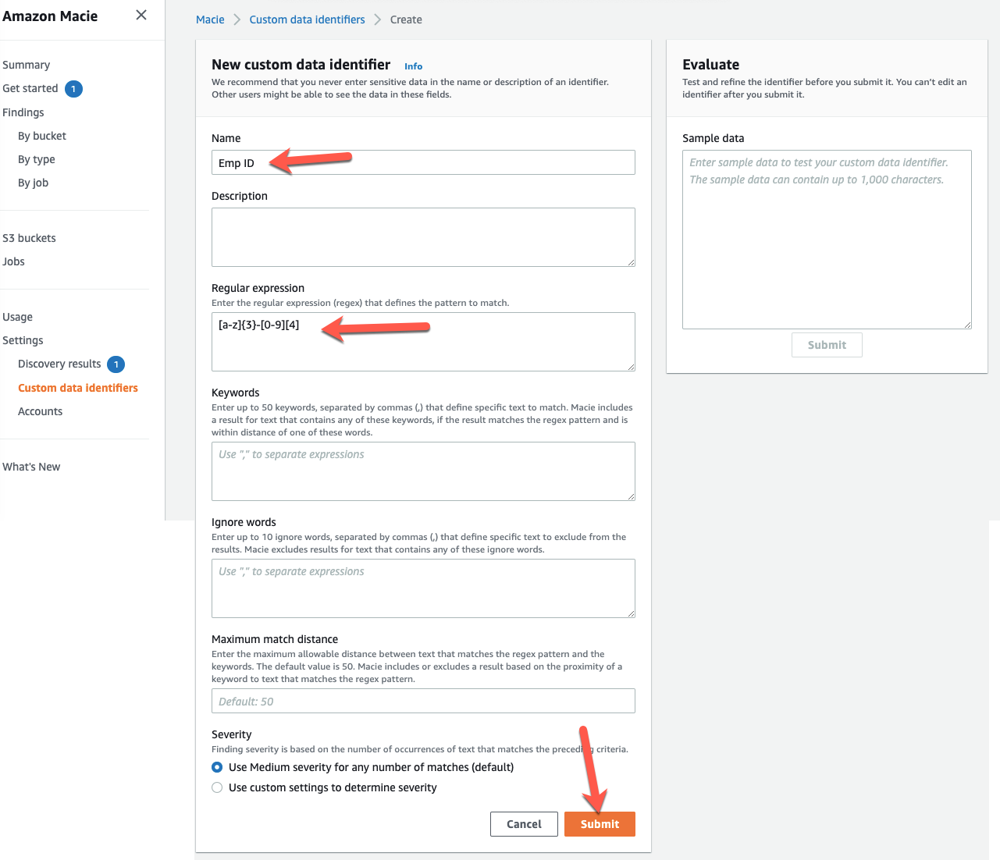 Amazon Macie
Summary
Get started 1
Findings
By bucket
By type
By job
S3 buckets
Jobs
Usage
Settings
Discovery results 1
Custom data identifiers
Accounts
What's New
Macie > Custom data identifiers > Create
New custom data identifier Info
We recommend that you never enter sensitive data in the name or description of an identifier.
Other users might be able to see the data in these fields.
Name
Emp ID
Description
Regular expression
Enter the regular expression (regex) that defines the pattern to match.
[a-z]{3}-[0-9][4]
Keywords
Enter up to 50 keywords, separated by commas (,) that define specific text to match. Macie includes
a result for text that contains any of these keywords, if the result matches the regex pattern and is
within distance of one of these words.
Use "," to separate expressions
Ignore words
Enter up to 10 ignore words, separated by commas (,) that define specific text to exclude from the
results. Macie excludes results for text that contains any of these ignore words.
Use "," to separate expressions
Maximum match distance
Enter the maximum allowable distance between text that matches the regex pattern and the
keywords. The default value is 50. Macie includes or excludes a result based on the proximity of a
keyword to text that matches the regex pattern.
Default: 50
Severity
Finding severity is based on the number of occurrences of text that matches the preceding criteria.
Use Medium severity for any number of matches (default)
Use custom settings to determine severity
Cancel Submit
Evaluate
Test and refine the identifier before you submit it. You can't edit an
identifier after you submit it.
Sample data
Enter sample data to test your custom data identifier.
The sample data can contain up to 1,000 characters.
Submit